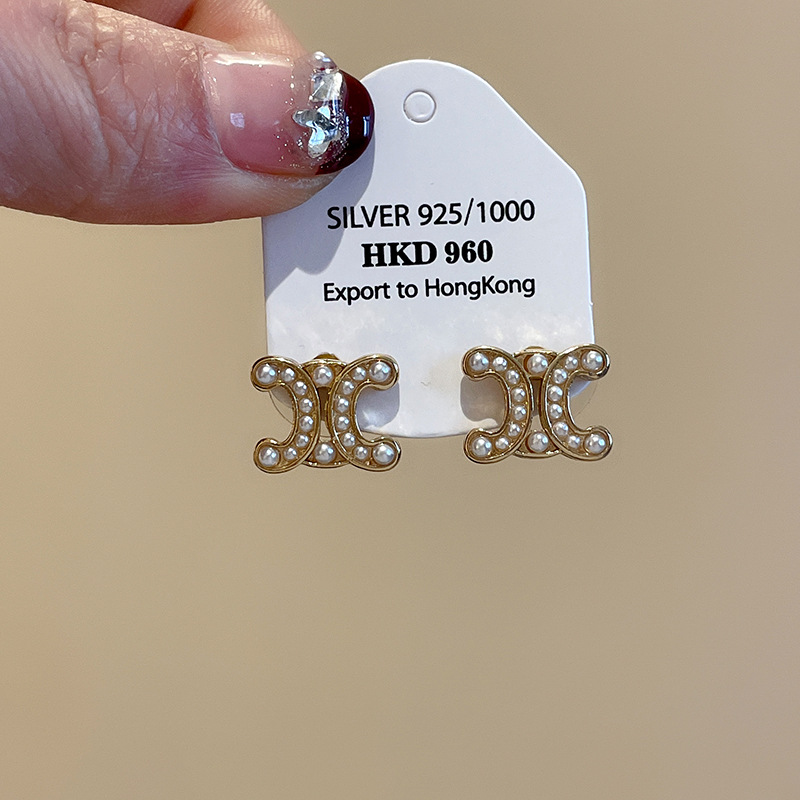 SILVER 925/1000
HKD 960
Export to HongKong